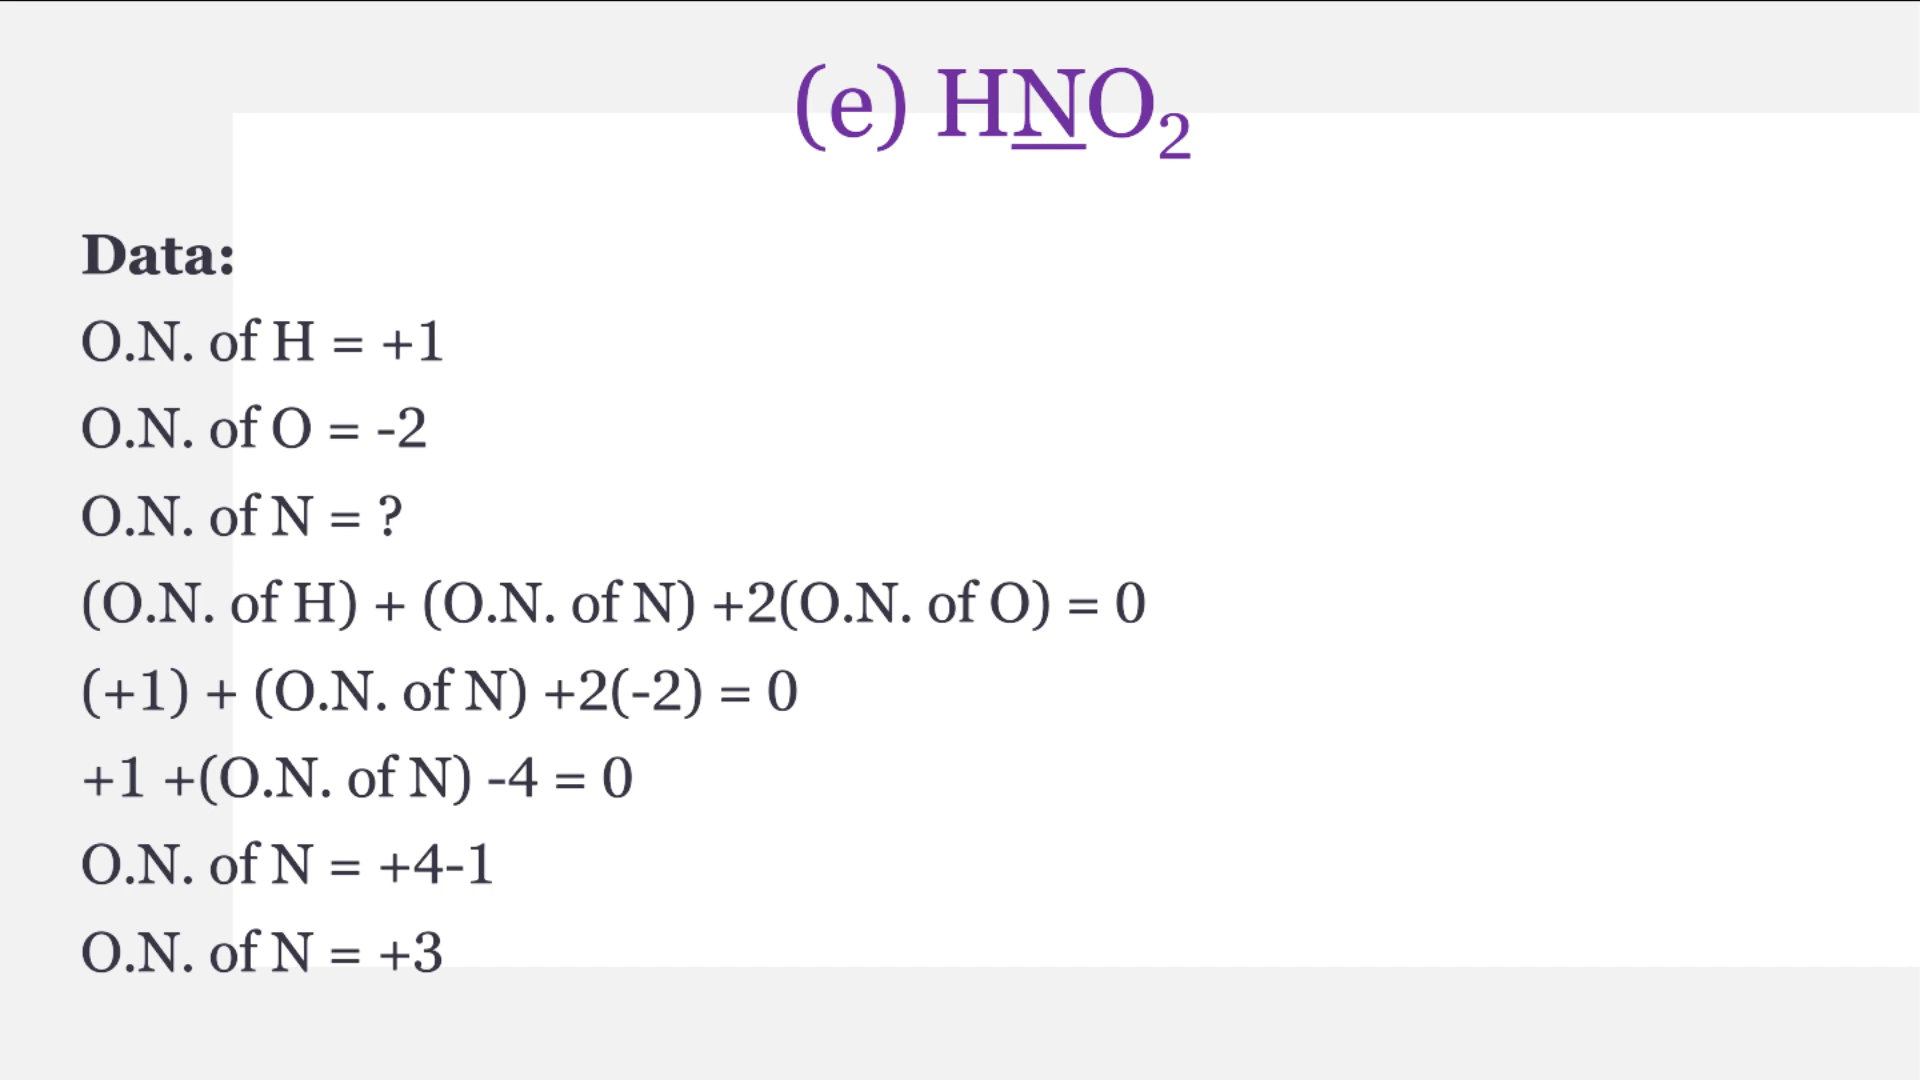 (e) HNO₂
Data:
O.N. of H = +1
O.N. of O = -2
O.N. of N = ?
(O.N. of H) + (O.N. of N) +2(O.N. of O) = 0
(+1) + (O.N. of N) +2(-2) = 0
+1 +(O.N. of N) -4 = 0
O.N. of N = +4-1
O.N. of N = +3